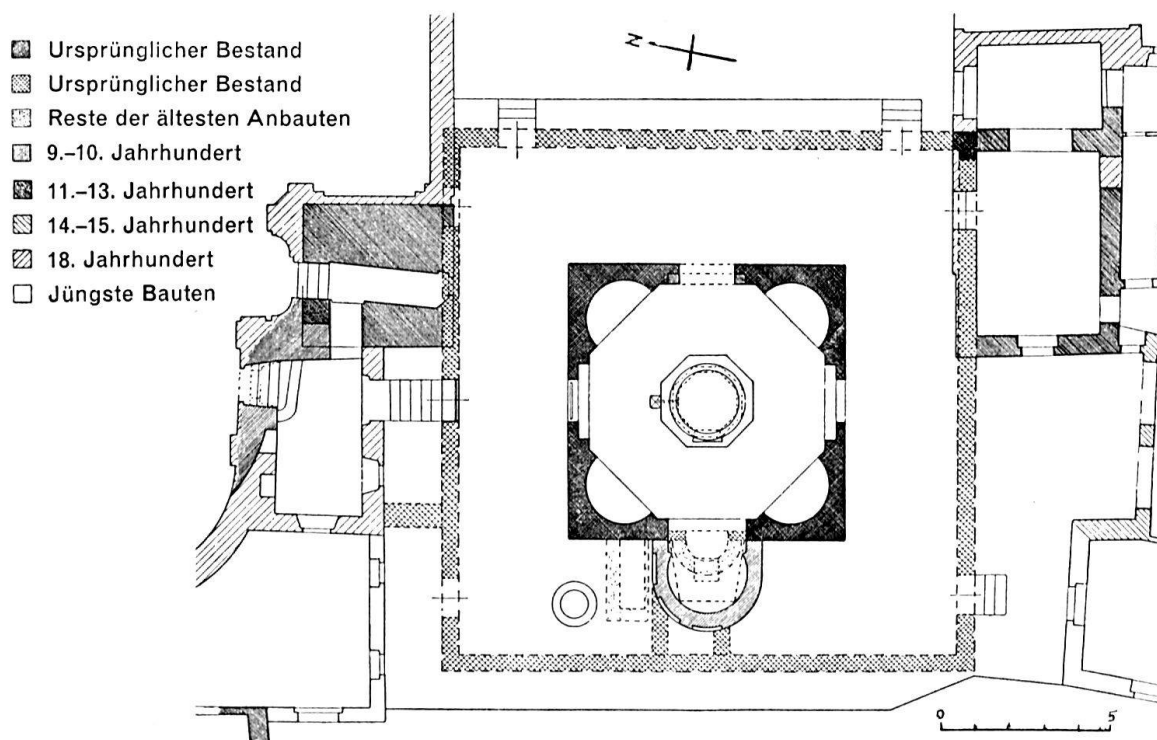 Ursprünglicher Bestand
Ursprünglicher Bestand
Reste der ältesten Anbauten
9.–10. Jahrhundert
11.–13. Jahrhundert
14.–15. Jahrhundert
18. Jahrhundert
Jüngste Bauten
N
0 5